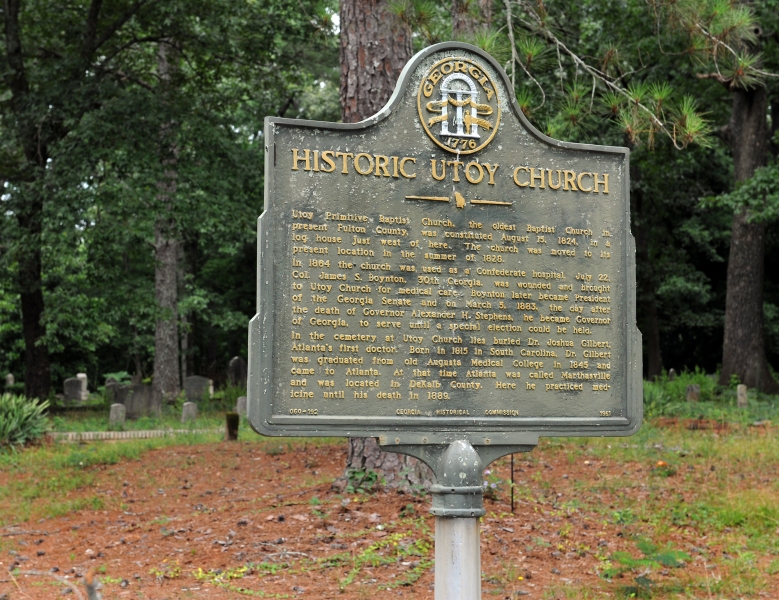 GEORGIA
1776
HISTORIC UTOY CHURCH
Utoy Primitive Baptist Church, the oldest Baptist Church in
present Fulton County, was constituted August 15, 1824, in a
log house just west of here. The church was moved to its
present location in the summer of 1828.
In 1864 the church was used as a Confederate hospital. July 22,
Col. James S. Boynton, 30th Georgia, was wounded and brought
to Utoy Church for medical care. Boynton later became President
of the Georgia Senate and on March 5, 1883, the day after
the death of Governor Alexander H. Stephens, he became Governor
of Georgia, to serve until a special election could be held.
In the cemetery at Utoy Church lies buried Dr. Joshua Gilbert,
Atlanta's first doctor. Born in 1815 in South Carolina, Dr. Gilbert
was graduated from old Augusta Medical College in 1845 and
came to Atlanta. At that time Atlanta was called Marthasville
and was located in DeKalb County. Here he practiced med-
icine until his death in 1889.
060-192 GEORGIA HISTORICAL COMMISSION 1961